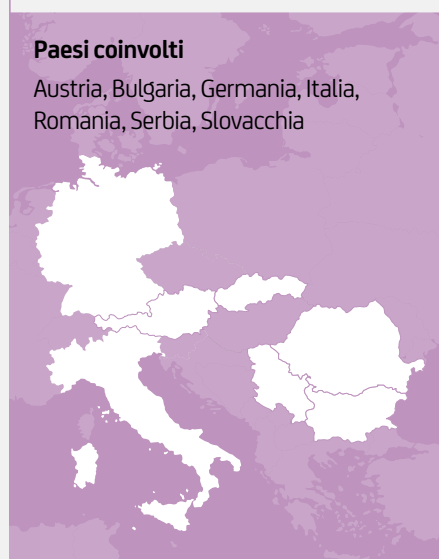 Paesi coinvolti
Austria, Bulgaria, Germania, Italia,
Romania, Serbia, Slovacchia